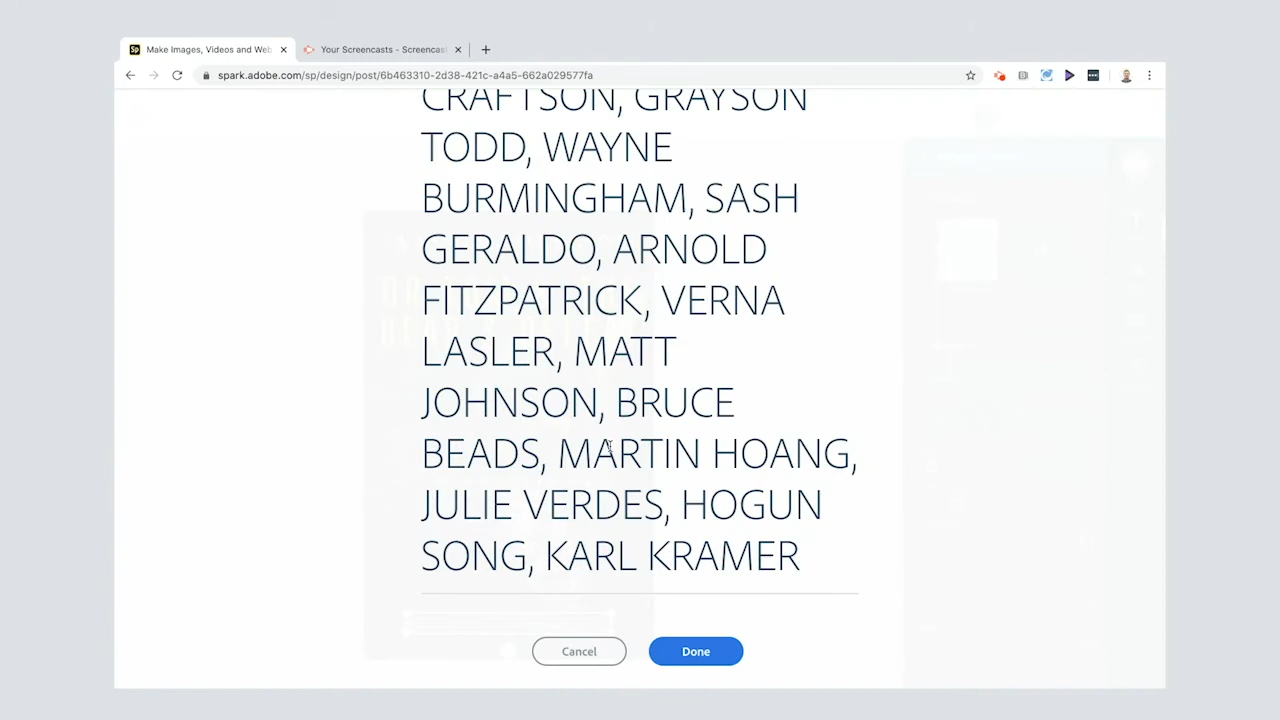 Make Images, Videos and Web
Your Screencasts - Screencas
spark.adobe.com/sp/design/post/6b463310-2d38-421c-a4a5-662a029577fa
CRAFTSON, GRAYSON
TODD, WAYNE
BURMINGHAM, SASH
GERALDO, ARNOLD
FITZPATRICK, VERNA
LASLER, MATT
JOHNSON, BRUCE
BEADS, MARTIN HOANG,
JULIE VERDES, HOGUN
SONG, KARL KRAMER
Cancel
Done